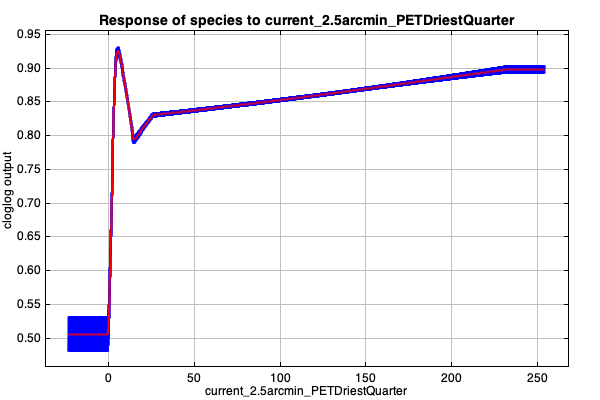 Response of species to current_2.5arcmin_PETDriestQuarter
0.95
0.90
0.85
0.80
0.75
0.70
0.65
0.60
0.55
0.50
cloglog output
0 50 100 150 200 250
current_2.5arcmin_PETDriestQuarter